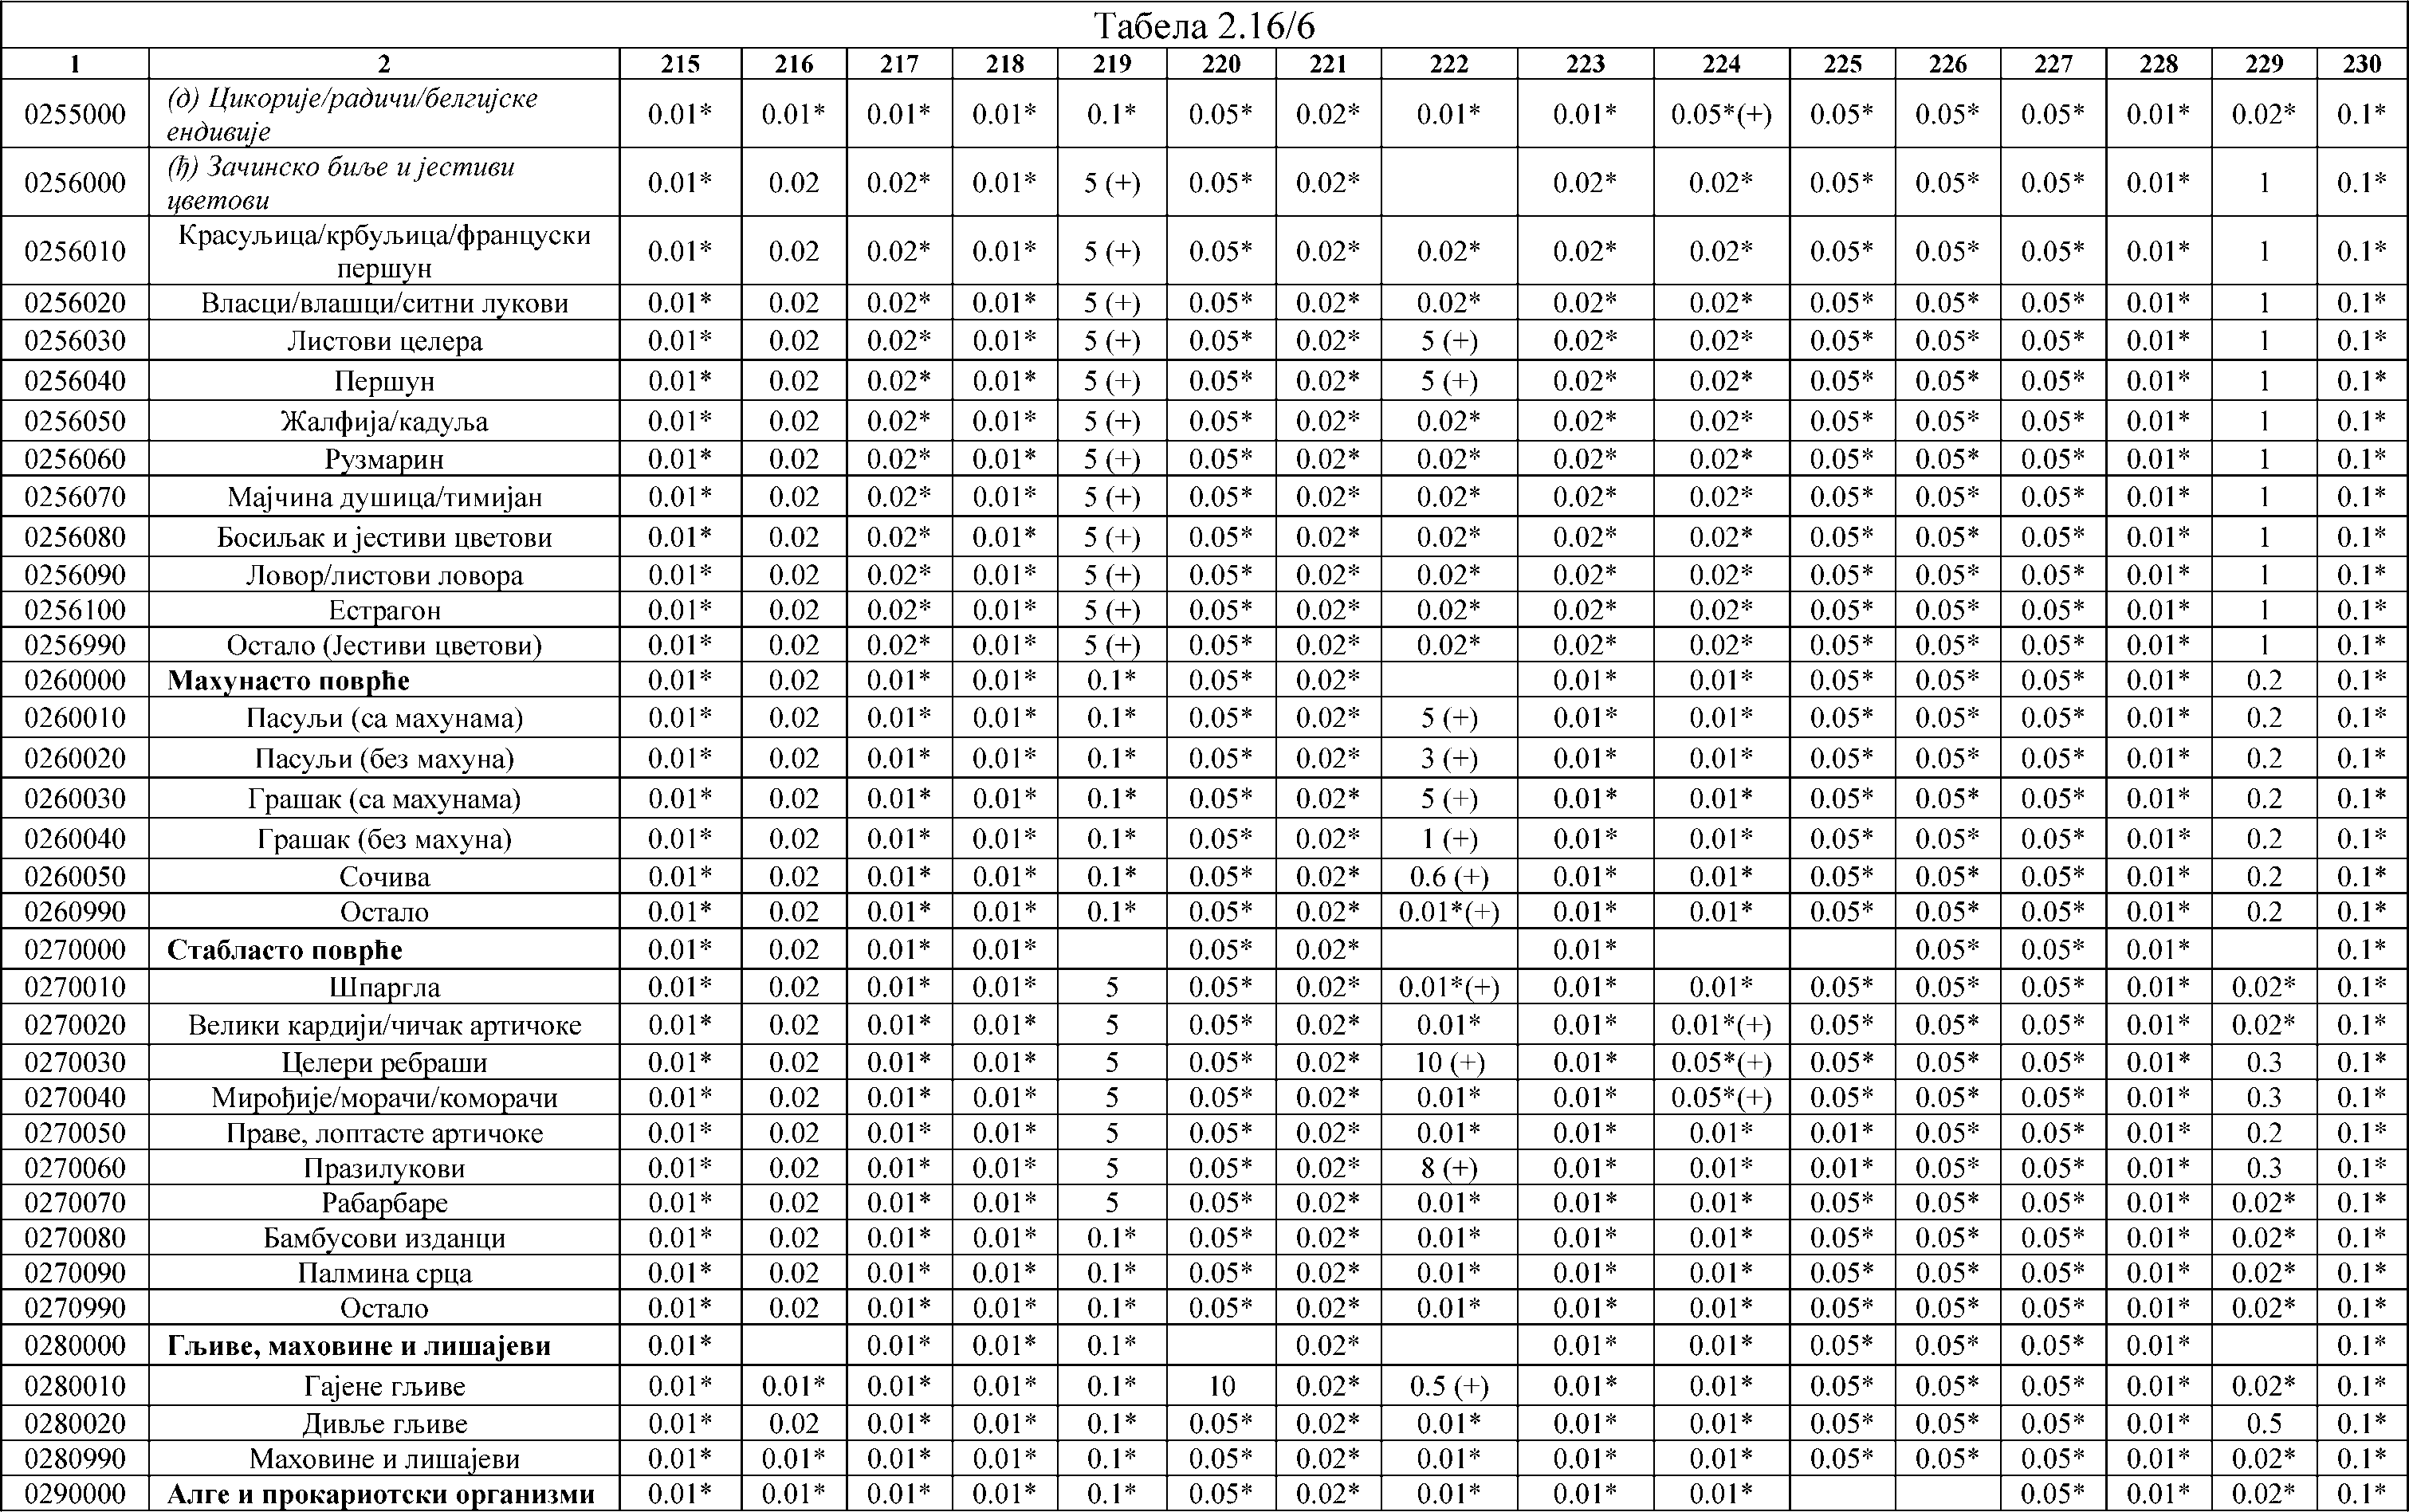 Табела 2.16/6
1 2 215 216 217 218 219 220 221 222 223 224 225 226 227 228 229 230
0255000 (д) Цикорије/радичи/белгијске ендивије 0.01* 0.01* 0.01* 0.01* 0.1* 0.05* 0.02* 0.01* 0.01* 0.05*(+) 0.05* 0.05* 0.05* 0.01* 0.02* 0.1*
0256000 (ђ) Зачинско биље и јестиви цветови 0.01* 0.02 0.02* 0.01* 5 (+) 0.05* 0.02* 0.02* 0.02* 0.05* 0.05* 0.05* 0.01* 1 0.1*
0256010 Красуљица/крбуљица/француски першун 0.01* 0.02 0.02* 0.01* 5 (+) 0.05* 0.02* 0.02* 0.02* 0.02* 0.05* 0.05* 0.05* 0.01* 1 0.1*
0256020 Власци/влашци/ситни лукови 0.01* 0.02 0.02* 0.01* 5 (+) 0.05* 0.02* 0.02* 0.02* 0.02* 0.05* 0.05* 0.05* 0.01* 1 0.1*
0256030 Листови целера 0.01* 0.02 0.02* 0.01* 5 (+) 0.05* 0.02* 5 (+) 0.02* 0.02* 0.05* 0.05* 0.05* 0.01* 1 0.1*
0256040 Першун 0.01* 0.02 0.02* 0.01* 5 (+) 0.05* 0.02* 5 (+) 0.02* 0.02* 0.05* 0.05* 0.05* 0.01* 1 0.1*
0256050 Жалфија/кадуља 0.01* 0.02 0.02* 0.01* 5 (+) 0.05* 0.02* 0.02* 0.02* 0.02* 0.05* 0.05* 0.05* 0.01* 1 0.1*
0256060 Рузмарин 0.01* 0.02 0.02* 0.01* 5 (+) 0.05* 0.02* 0.02* 0.02* 0.02* 0.05* 0.05* 0.05* 0.01* 1 0.1*
0256070 Мајчина душица/тимијан 0.01* 0.02 0.02* 0.01* 5 (+) 0.05* 0.02* 0.02* 0.02* 0.02* 0.05* 0.05* 0.05* 0.01* 1 0.1*
0256080 Босиљак и јестиви цветови 0.01* 0.02 0.02* 0.01* 5 (+) 0.05* 0.02* 0.02* 0.02* 0.02* 0.05* 0.05* 0.05* 0.01* 1 0.1*
0256090 Ловор/листови ловора 0.01* 0.02 0.02* 0.01* 5 (+) 0.05* 0.02* 0.02* 0.02* 0.02* 0.05* 0.05* 0.05* 0.01* 1 0.1*
0256100 Естрагон 0.01* 0.02 0.02* 0.01* 5 (+) 0.05* 0.02* 0.02* 0.02* 0.02* 0.05* 0.05* 0.05* 0.01* 1 0.1*
0256990 Остало (Јестиви цветови) 0.01* 0.02 0.02* 0.01* 5 (+) 0.05* 0.02* 0.02* 0.02* 0.02* 0.05* 0.05* 0.05* 0.01* 1 0.1*
0260000 Махунасто поврће 0.01* 0.02 0.01* 0.01* 0.1* 0.05* 0.02* 0.01* 0.01* 0.05* 0.05* 0.05* 0.01* 0.2 0.1*
0260010 Пасуљи (са махунама) 0.01* 0.02 0.01* 0.01* 0.1* 0.05* 0.02* 5 (+) 0.01* 0.01* 0.05* 0.05* 0.05* 0.01* 0.2 0.1*
0260020 Пасуљи (без махуна) 0.01* 0.02 0.01* 0.01* 0.1* 0.05* 0.02* 3 (+) 0.01* 0.01* 0.05* 0.05* 0.05* 0.01* 0.2 0.1*
0260030 Грашак (са махунама) 0.01* 0.02 0.01* 0.01* 0.1* 0.05* 0.02* 5 (+) 0.01* 0.01* 0.05* 0.05* 0.05* 0.01* 0.2 0.1*
0260040 Грашак (без махуна) 0.01* 0.02 0.01* 0.01* 0.1* 0.05* 0.02* 1 (+) 0.01* 0.01* 0.05* 0.05* 0.05* 0.01* 0.2 0.1*
0260050 Сочива 0.01* 0.02 0.01* 0.01* 0.1* 0.05* 0.02* 0.6 (+) 0.01* 0.01* 0.05* 0.05* 0.05* 0.01* 0.2 0.1*
0260990 Остало 0.01* 0.02 0.01* 0.01* 0.1* 0.05* 0.02* 0.01*(+) 0.01* 0.01* 0.05* 0.05* 0.05* 0.01* 0.2 0.1*
0270000 Стабласто поврће 0.01* 0.02 0.01* 0.01* 0.05* 0.02* 0.01* 0.05* 0.05* 0.01* 0.1*
0270010 Шпаргла 0.01* 0.02 0.01* 0.01* 5 0.05* 0.02* 0.01*(+) 0.01* 0.01* 0.05* 0.05* 0.05* 0.01* 0.02* 0.1*
0270020 Велики кардији/чичак артичоке 0.01* 0.02 0.01* 0.01* 5 0.05* 0.02* 0.01* 0.01* 0.01*(+) 0.05* 0.05* 0.05* 0.01* 0.02* 0.1*
0270030 Целери ребраши 0.01* 0.02 0.01* 0.01* 5 0.05* 0.02* 10 (+) 0.01* 0.05*(+) 0.05* 0.05* 0.05* 0.01* 0.3 0.1*
0270040 Мирођије/морачи/коморачи 0.01* 0.02 0.01* 0.01* 5 0.05* 0.02* 0.01* 0.01* 0.05*(+) 0.05* 0.05* 0.05* 0.01* 0.3 0.1*
0270050 Праве, лоптасте артичоке 0.01* 0.02 0.01* 0.01* 5 0.05* 0.02* 0.01* 0.01* 0.01* 0.01* 0.05* 0.05* 0.01* 0.2 0.1*
0270060 Празилукови 0.01* 0.02 0.01* 0.01* 5 0.05* 0.02* 8 (+) 0.01* 0.01* 0.01* 0.05* 0.05* 0.01* 0.3 0.1*
0270070 Рабарбаре 0.01* 0.02 0.01* 0.01* 5 0.05* 0.02* 0.01* 0.01* 0.01* 0.05* 0.05* 0.05* 0.01* 0.02* 0.1*
0270080 Бамбусови изданци 0.01* 0.02 0.01* 0.01* 0.1* 0.05* 0.02* 0.01* 0.01* 0.01* 0.05* 0.05* 0.05* 0.01* 0.02* 0.1*
0270090 Палмина срца 0.01* 0.02 0.01* 0.01* 0.1* 0.05* 0.02* 0.01* 0.01* 0.01* 0.05* 0.05* 0.05* 0.01* 0.02* 0.1*
0270990 Остало 0.01* 0.02 0.01* 0.01* 0.1* 0.05* 0.02* 0.01* 0.01* 0.01* 0.05* 0.05* 0.05* 0.01* 0.02* 0.1*
0280000 Гљиве, маховине и лишајеви 0.01* 0.01* 0.01* 0.1* 0.02* 0.01* 0.01* 0.05* 0.05* 0.05* 0.01* 0.1*
0280010 Гајене гљиве 0.01* 0.01* 0.01* 0.01* 0.1* 10 0.02* 0.5 (+) 0.01* 0.01* 0.05* 0.05* 0.05* 0.01* 0.02* 0.1*
0280020 Дивље гљиве 0.01* 0.02 0.01* 0.01* 0.1* 0.05* 0.02* 0.01* 0.01* 0.01* 0.05* 0.05* 0.05* 0.01* 0.5 0.1*
0280990 Маховине и лишајеви 0.01* 0.01* 0.01* 0.01* 0.1* 0.05* 0.02* 0.01* 0.01* 0.01* 0.05* 0.05* 0.05* 0.01* 0.02* 0.1*
0290000 Алге и прокариотски организми 0.01* 0.01* 0.01* 0.01* 0.1* 0.05* 0.02* 0.01* 0.01* 0.01* 0.05* 0.01* 0.02* 0.1*